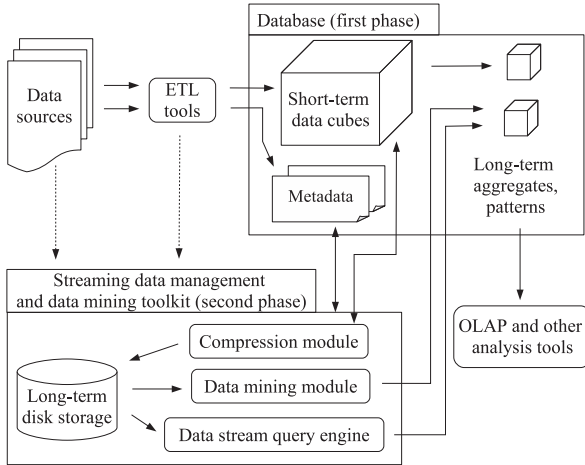 Database (first phase)
Data
sources
ETL
tools
Short-term
data cubes
Metadata
Long-term
aggregates,
patterns
Streaming data management
and data mining toolkit (second phase)
Compression module
Long-term
disk storage
Data mining module
Data stream query engine
OLAP and other
analysis tools